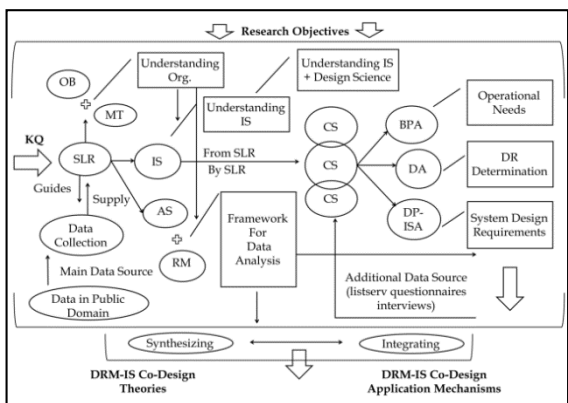 Research Objectives
OB
MT
Understanding
Org.
Understanding IS
+ Design Science
Understanding
IS
Operational
Needs
KQ
SLR
IS
From SLR
By SLR
CS
CS
CS
BPA
DA
DP-
ISA
DR
Determination
System Design
Requirements
Guides
Supply
AS
RM
Data
Collection
Framework
For
Data
Analysis
Main Data Source
Data in Public
Domain
Additional Data Source
(listserv questionnaires
interviews)
Synthesizing
Integrating
DRM-IS Co-Design
Theories
DRM-IS Co-Design
Application Mechanisms